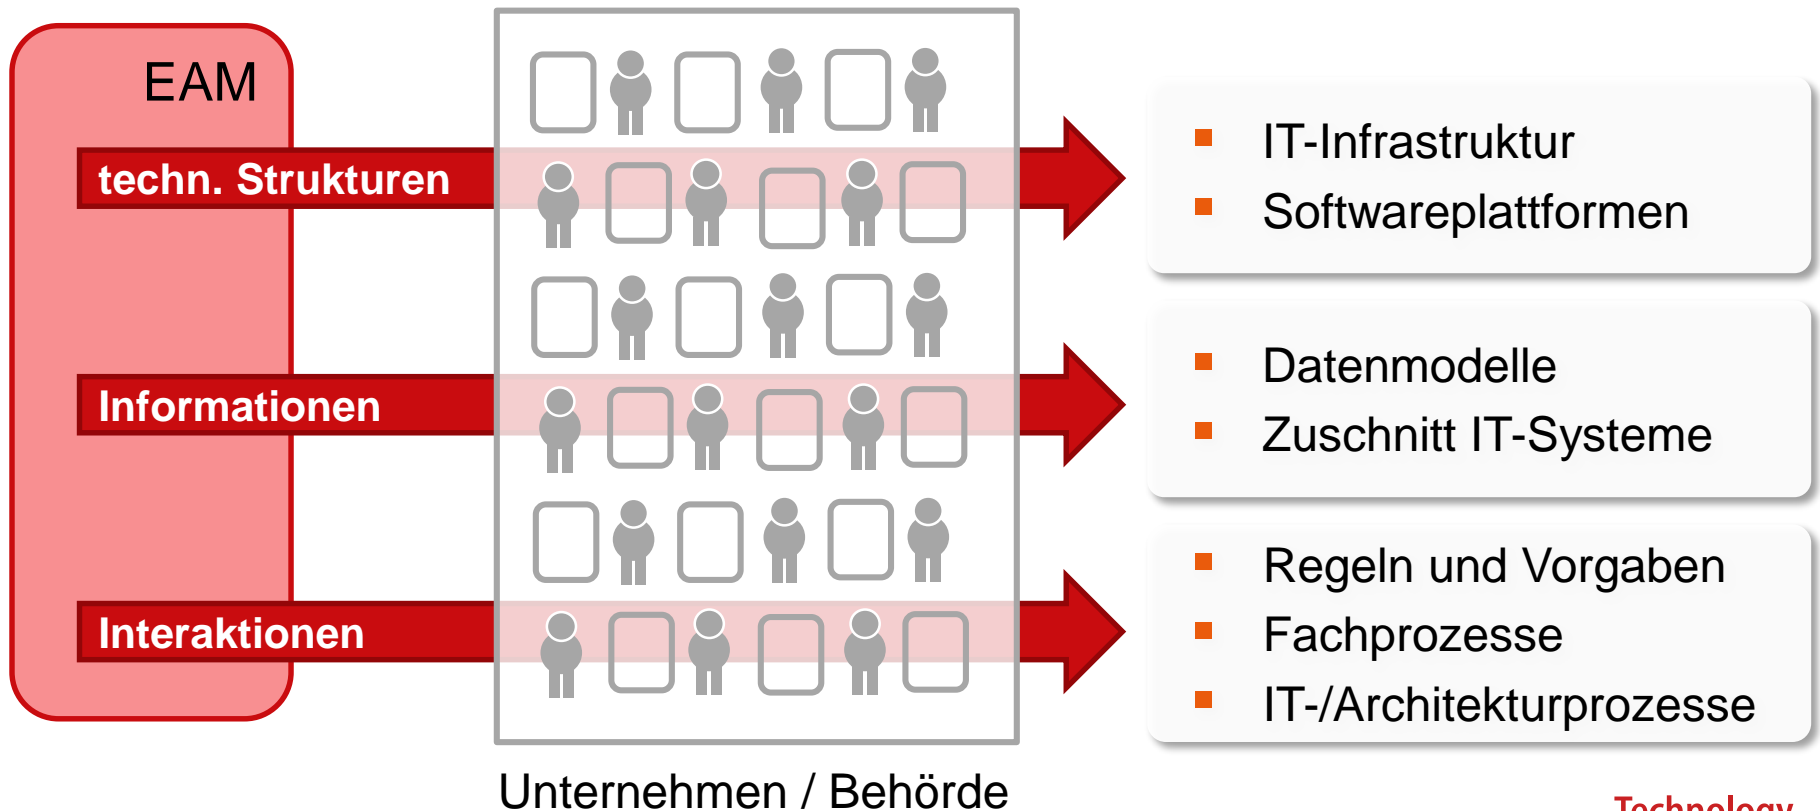 EAM
techn. Strukturen
Informationen
Interaktionen
Unternehmen / Behörde
IT-Infrastruktur
Softwareplattformen
Datenmodelle
Zuschnitt IT-Systeme
Regeln und Vorgaben
Fachprozesse
IT-/Architekturprozesse
Technology